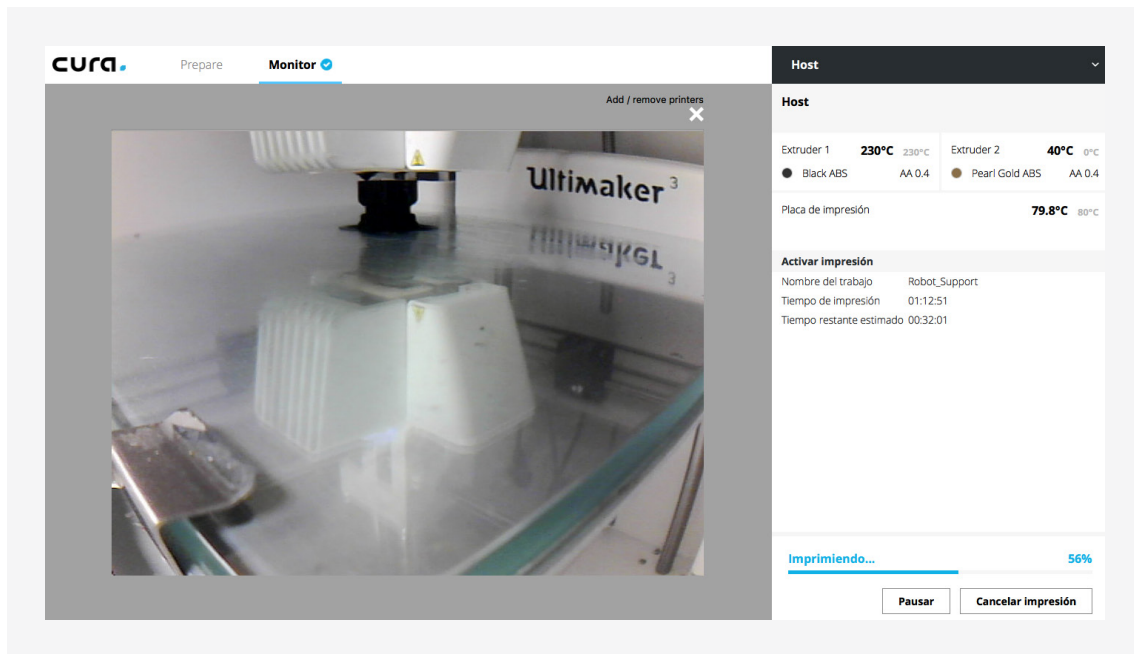 cura.
Prepare
Monitor
Host
Add / remove printers
Ultimaker 3
Host
Extruder 1 230°C 230°C
Black ABS AA 0.4
Extruder 2 40°C 0°C
Pearl Gold ABS AA 0.4
Placa de impresión 79.8°C 80°C
Activar impresión
Nombre del trabajo Robot_Support
Tiempo de impresión 01:12:51
Tiempo restante estimado 00:32:01
Imprimiendo... 56%
Pausar
Cancelar impresión